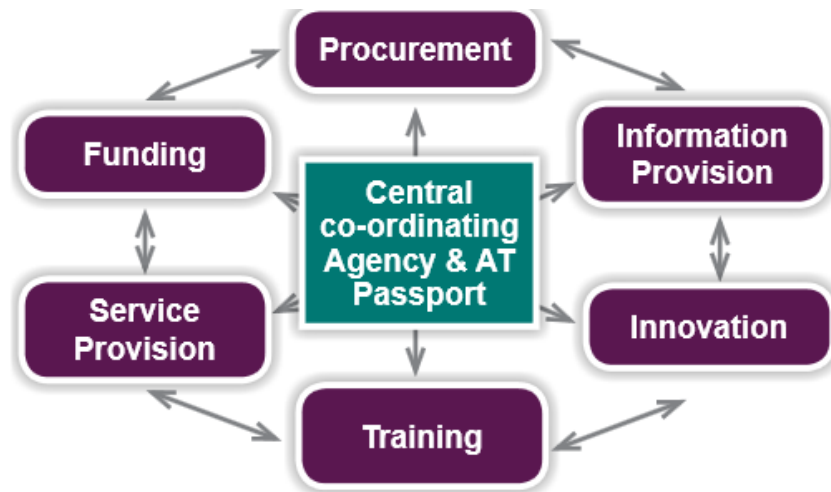 Procurement
Funding
Information
Provision
Central
co-ordinating
Agency & AT
Passport
Service
Provision
Innovation
Training